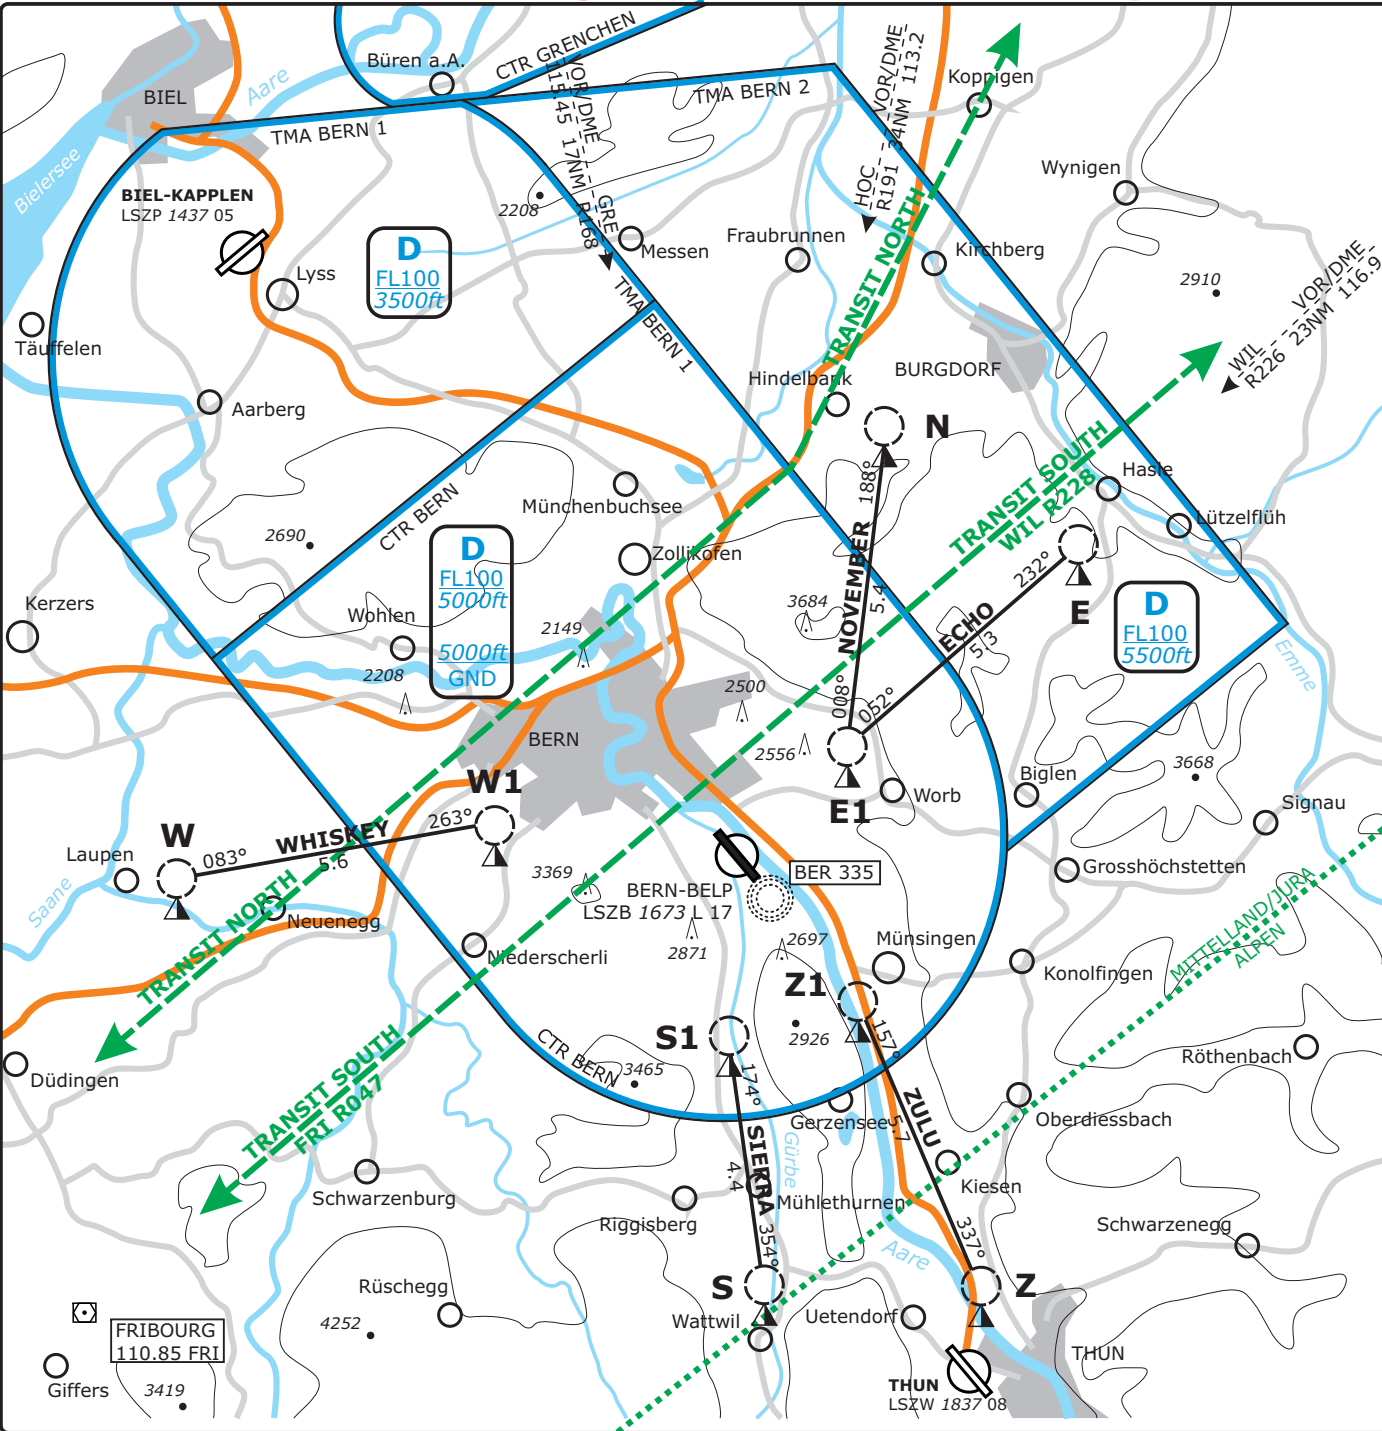 CTR GRENCHEN
Büren a.A.
VOR/DME
115.45 17NM R168
GRE
VOR/DME
HOC
R191 34NM 113.2
Koppigen
BIEL
Aare
TMA BERN 2
TMA BERN 1
Wynigen
Bielersee
BIEL-KAPPLEN
LSZP 1437 05
2208
Messen
Fraubrunnen
Kirchberg
TRANSIT NORTH
D
FL100
3500ft
Lyss
TMA BERN 1
2910
VOR/DME
WIL
R226 23NM 116.9
Täuffelen
Hindelbank
BURGDORF
Aarberg
N
188°
TRANSIT SOUTH
WIL R228
Hasle
Münchenbuchsee
CTR BERN
2690
Lützelflüh
D
FL100
5000ft
5000ft
GND
Zollikofen
NOVEMBER
5.4
008°
232°
ECHO
5.3
052°
E
Kerzers
Wohlen
3684
D
FL100
5500ft
2149
2208
2500
Emme
BERN
2556
W1
E1
Worb
Biglen
3668
Signau
W
083°
WHISKEY
5.6
263°
Laupen
Saane
Neuenegg
TRANSIT NORTH
3369
BERN-BELP
LSZB 1673 L 17
BER 335
Grosshöchstetten
MITTELLAND/JURA
ALPEN
2871
2697
Münsingen
Niederscherli
Konolfingen
Z1
S1
2926
157°
174°
CTR BERN
3465
Röthenbach
Düdingen
TRANSIT SOUTH
FRI R047
Gerzensee
ZULU
5.7
Oberdiessbach
SIERRA
4.4
354°
Gürbe
Kiesen
Schwarzenburg
Mühlethurnen
Riggisberg
337°
Schwarzenegg
Aare
Rüschegg
S
Z
Wattwil
Uetendorf
4252
FRIBOURG
110.85 FRI
THUN
Giffers
3419
THUN
LSZW 1837 08